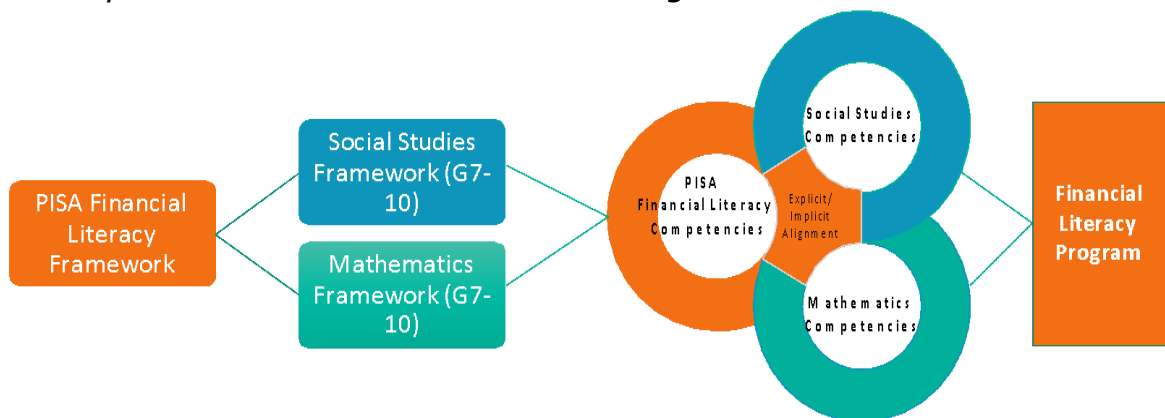 PISA Financial
Literacy
Framework
Social Studies
Framework (G7-
10)
Mathematics
Framework (G7-
10)
PISA
Financial Literacy
Competencies
Explicit/
Implicit
Alignment
Social Studies
Competencies
Mathematics
Competencies
Financial
Literacy
Program